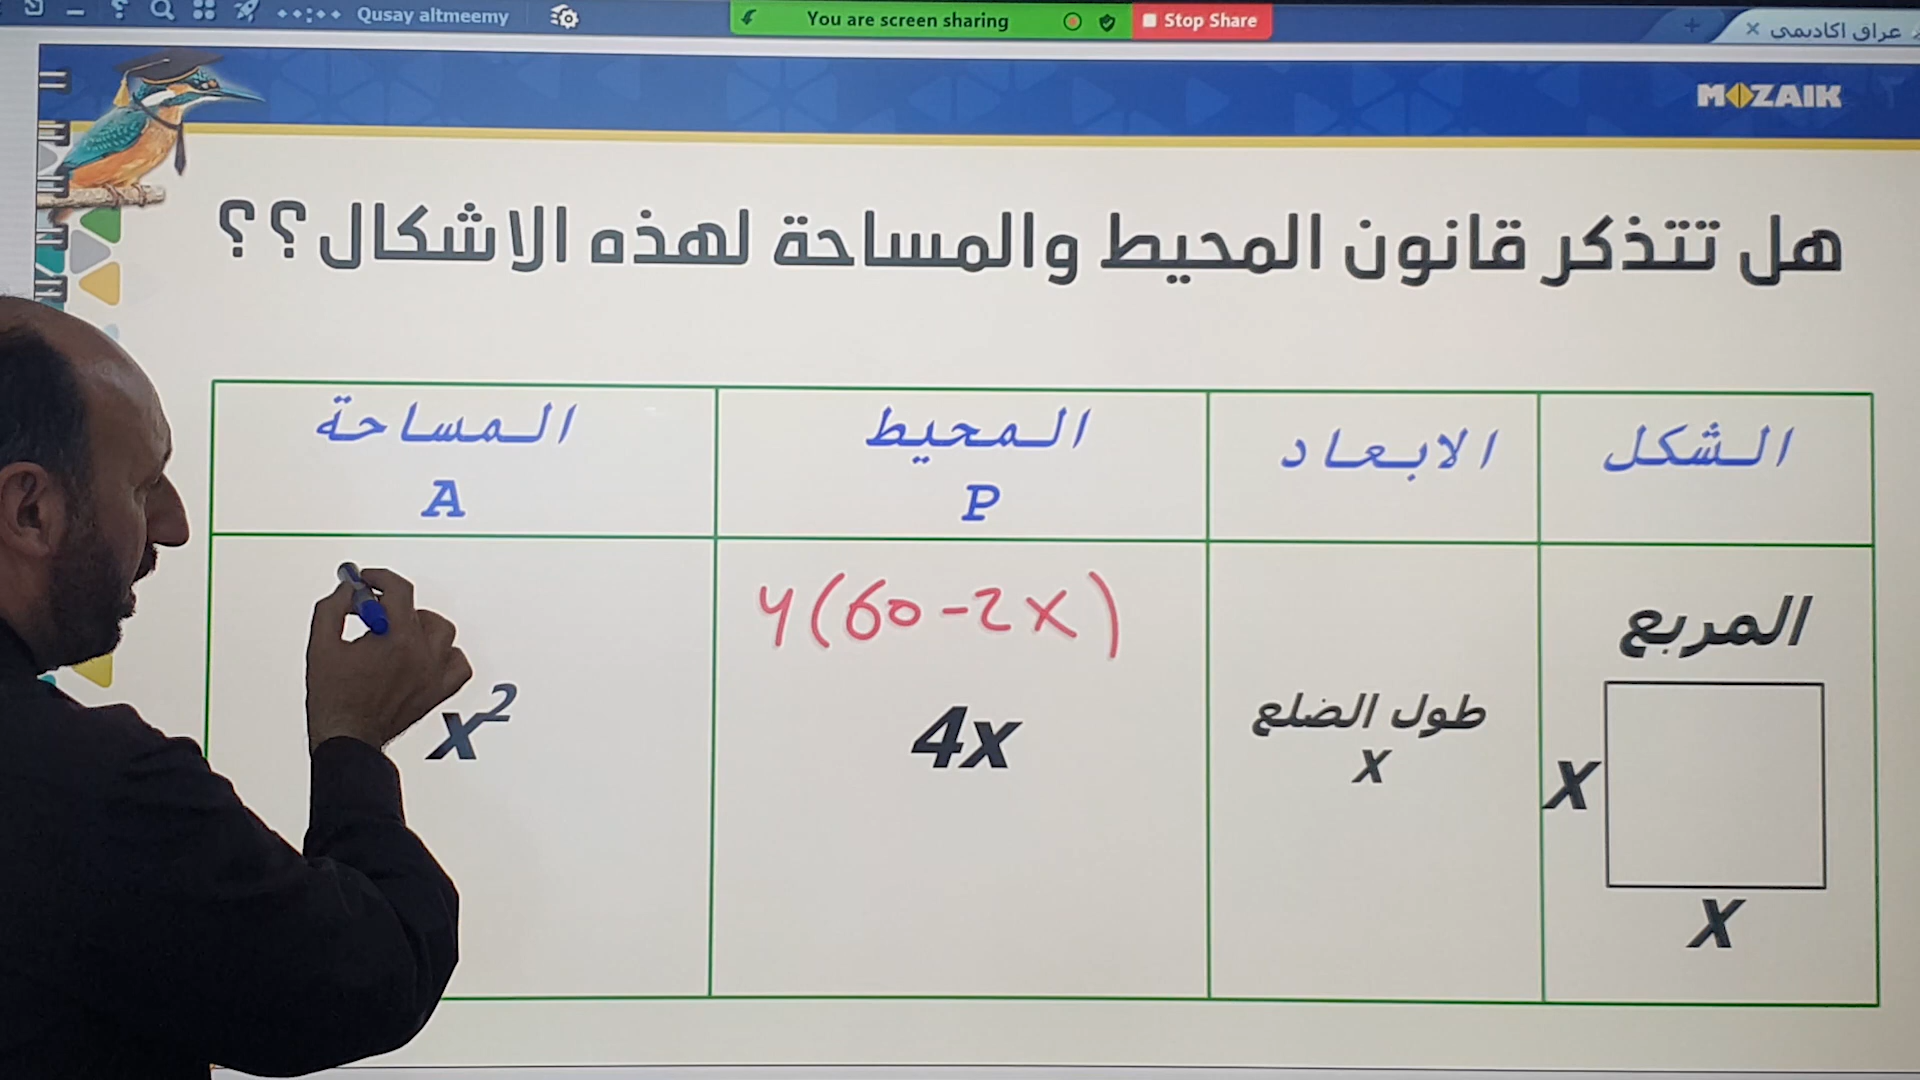 Qusay altmeemy
You are screen sharing
Stop Share
عراق اكاديمي
MOZAIK
هل تتذكر قانون المحيط والمساحة لهذه الاشكال؟؟
الشكل
الابعاد
المحيط
P
المساحة
A
المربع
X
X
طول الضلع
X
4(60-2x)
4x
x²